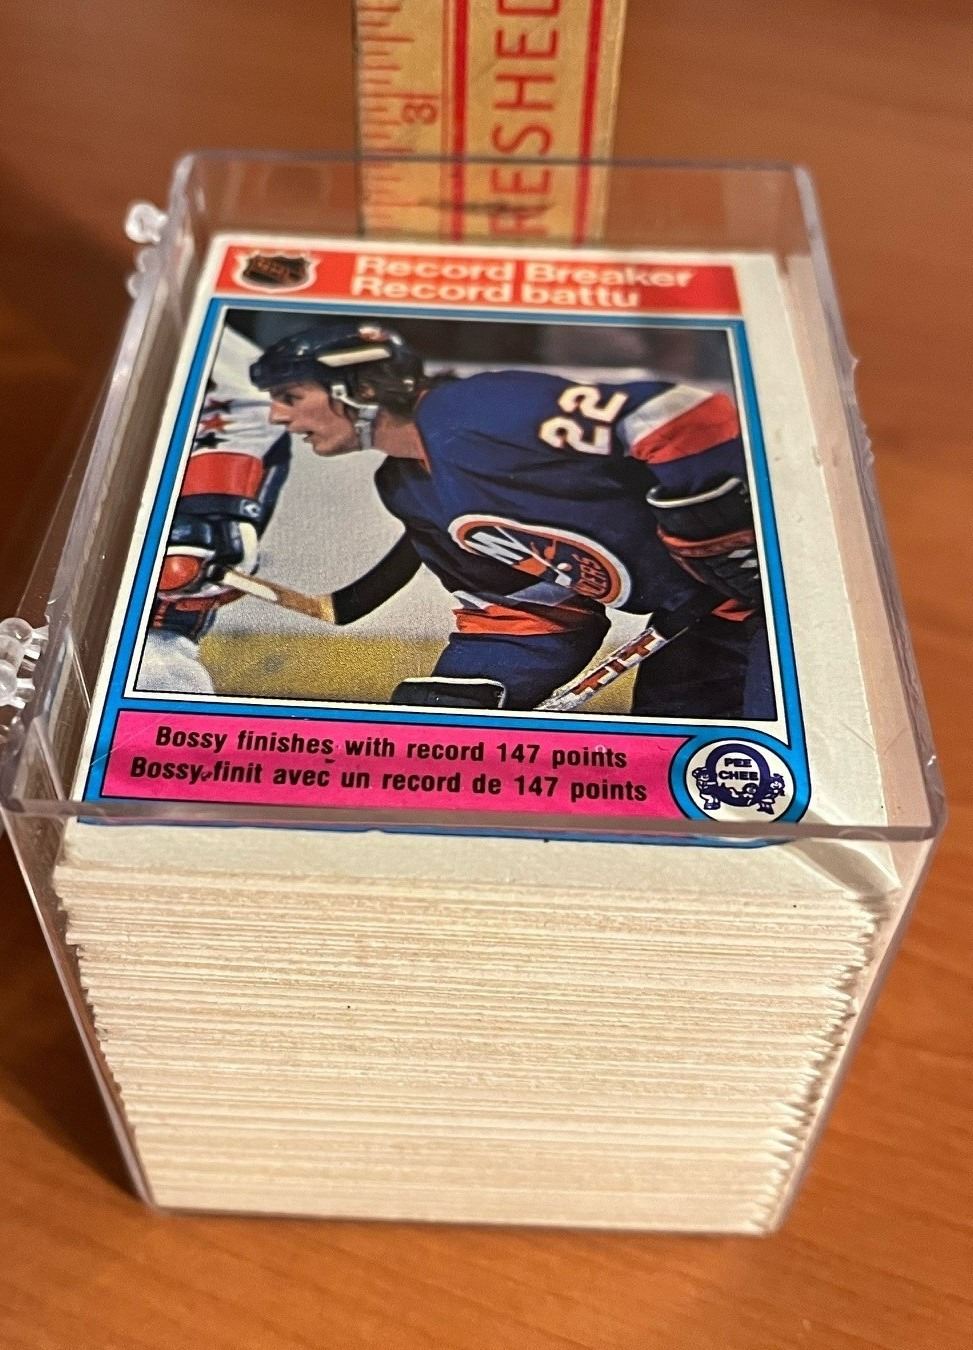 3
RESHED
NHL
Record Breaker
Record battu
22
Bossy finishes with record 147 points
Bossy finit avec un record de 147 points
PEE
CHEE